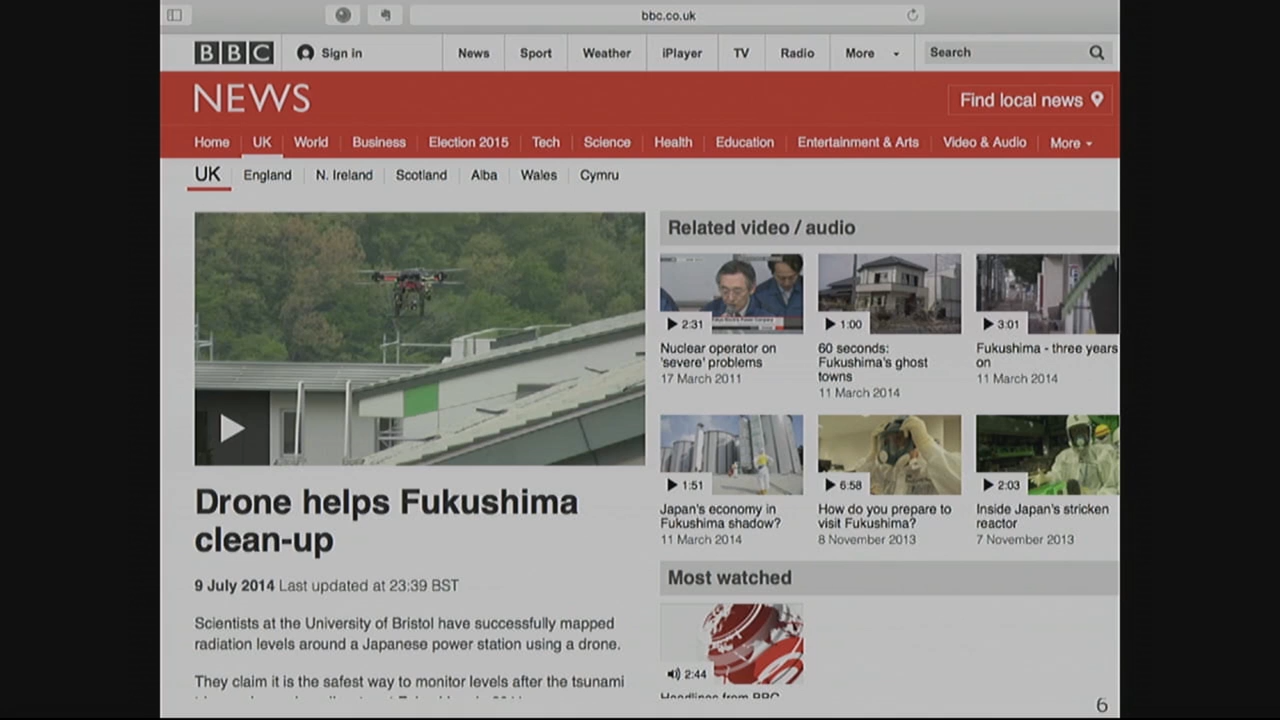 bbc.co.uk
BBC
Sign in
News
Sport
Weather
iPlayer
TV
Radio
More
Search
NEWS
Find local news
Home
UK
World
Business
Election 2015
Tech
Science
Health
Education
Entertainment & Arts
Video & Audio
More
UK
England
N. Ireland
Scotland
Alba
Wales
Cymru
Drone helps Fukushima
clean-up
9 July 2014 Last updated at 23:39 BST
Scientists at the University of Bristol have successfully mapped
radiation levels around a Japanese power station using a drone.
They claim it is the safest way to monitor levels after the tsunami
Related video / audio
2:31
Nuclear operator on
'severe' problems
17 March 2011
1:00
60 seconds:
Fukushima's ghost
towns
11 March 2014
3:01
Fukushima - three years
on
11 March 2014
1:51
Japan's economy in
Fukushima shadow?
11 March 2014
6:58
How do you prepare to
visit Fukushima?
8 November 2013
2:03
Inside Japan's stricken
reactor
7 November 2013
Most watched
2:44
Headlines from BBC
6